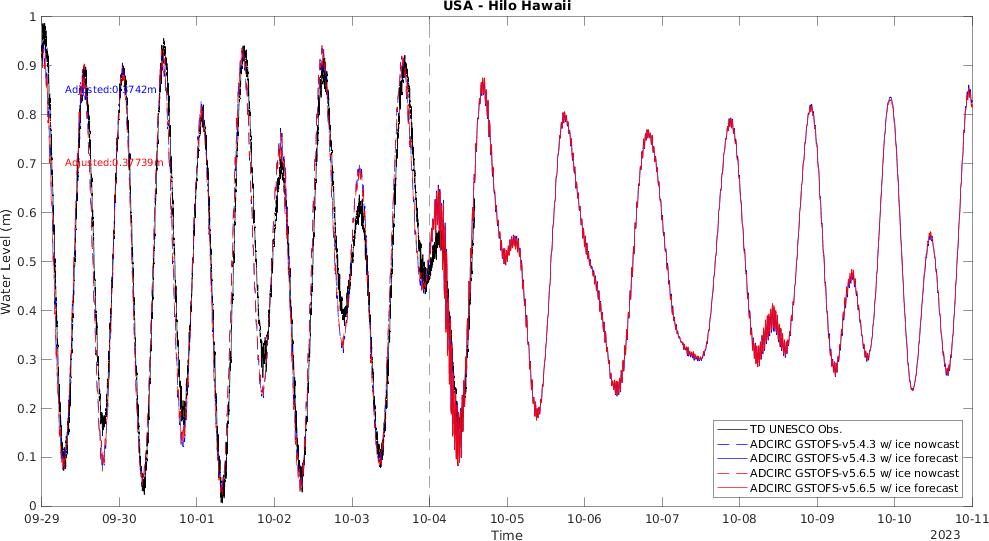 USA - Hilo Hawaii
Water Level (m)
1
0.9
0.8
0.7
0.6
0.5
0.4
0.3
0.2
0.1
0
Adjusted:0.3742m
Adjusted:0.37739m
TD UNESCO Obs.
ADCIRC GSTOFS-v5.4.3 w/ ice nowcast
ADCIRC GSTOFS-v5.4.3 w/ ice forecast
ADCIRC GSTOFS-v5.6.5 w/ ice nowcast
ADCIRC GSTOFS-v5.6.5 w/ ice forecast
09-29 09-30 10-01 10-02 10-03 10-04 10-05 10-06 10-07 10-08 10-09 10-10 10-11
Time
2023